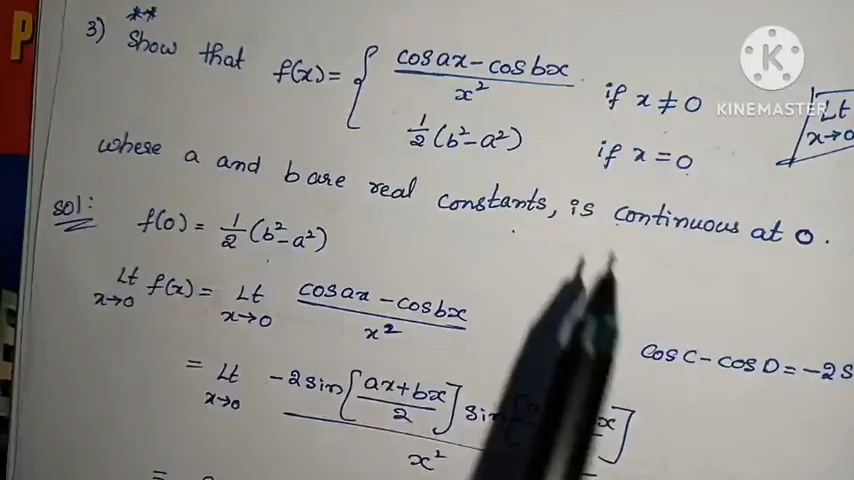 P
**
3) Show that f(x) = { cos ax - cos bx / x² if x ≠ 0
1/2 (b² - a²) if x = 0
KINEMASTER
Lt x→0
where a and b are real constants, is continuous at 0.
Sol: f(0) = 1/2 (b² - a²)
Lt x→0 f(x) = Lt x→0 cos ax - cos bx / x²
cos C - cos D = -2 S
= Lt x→0 -2 sin [ax + bx / 2] sin [ x ] / x²
=